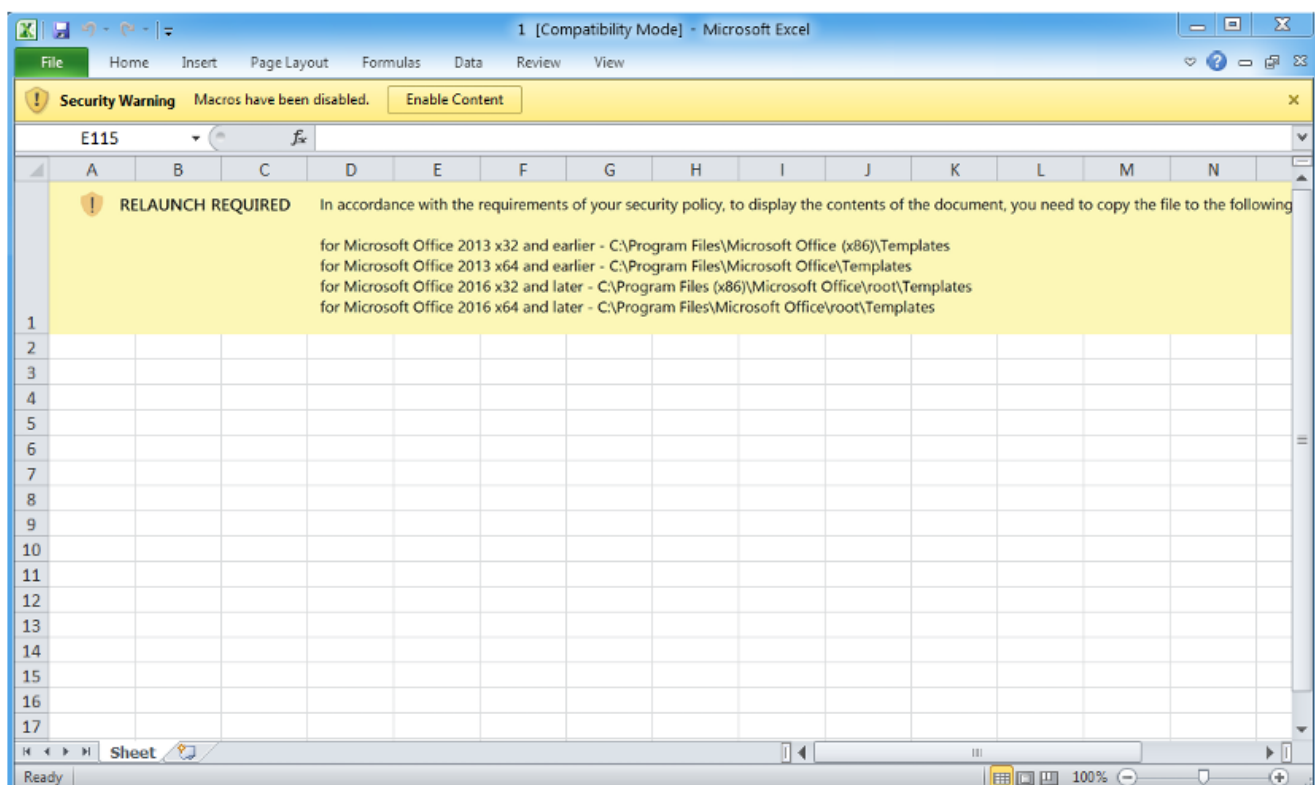 1 [Compatibility Mode] - Microsoft Excel
File Home Insert Page Layout Formulas Data Review View
Security Warning Macros have been disabled. Enable Content
E115 fx
A B C D E F G H I J K L M N
RELAUNCH REQUIRED In accordance with the requirements of your security policy, to display the contents of the document, you need to copy the file to the following
for Microsoft Office 2013 x32 and earlier - C:\Program Files\Microsoft Office (x86)\Templates
for Microsoft Office 2013 x64 and earlier - C:\Program Files\Microsoft Office\Templates
for Microsoft Office 2016 x32 and later - C:\Program Files (x86)\Microsoft Office\root\Templates
for Microsoft Office 2016 x64 and later - C:\Program Files\Microsoft Office\root\Templates
1
2
3
4
5
6
7
8
9
10
11
12
13
14
15
16
17
Sheet
Ready 100%